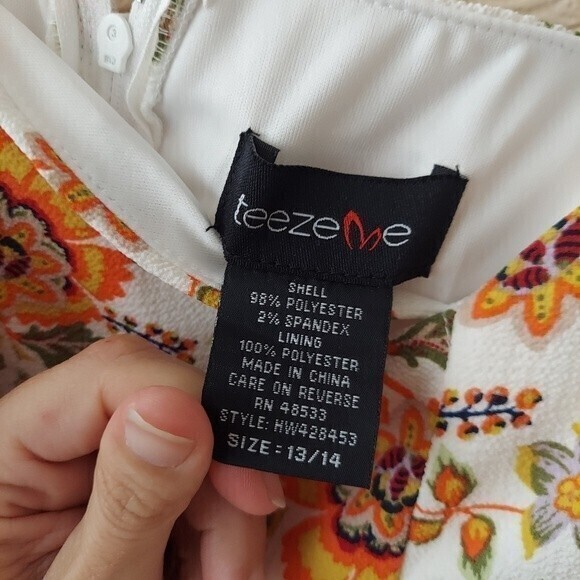 teezeme
SHELL
98% POLYESTER
2% SPANDEX
LINING
100% POLYESTER
MADE IN CHINA
CARE ON REVERSE
RN 48533
STYLE: HW428453
SIZE: 13/14